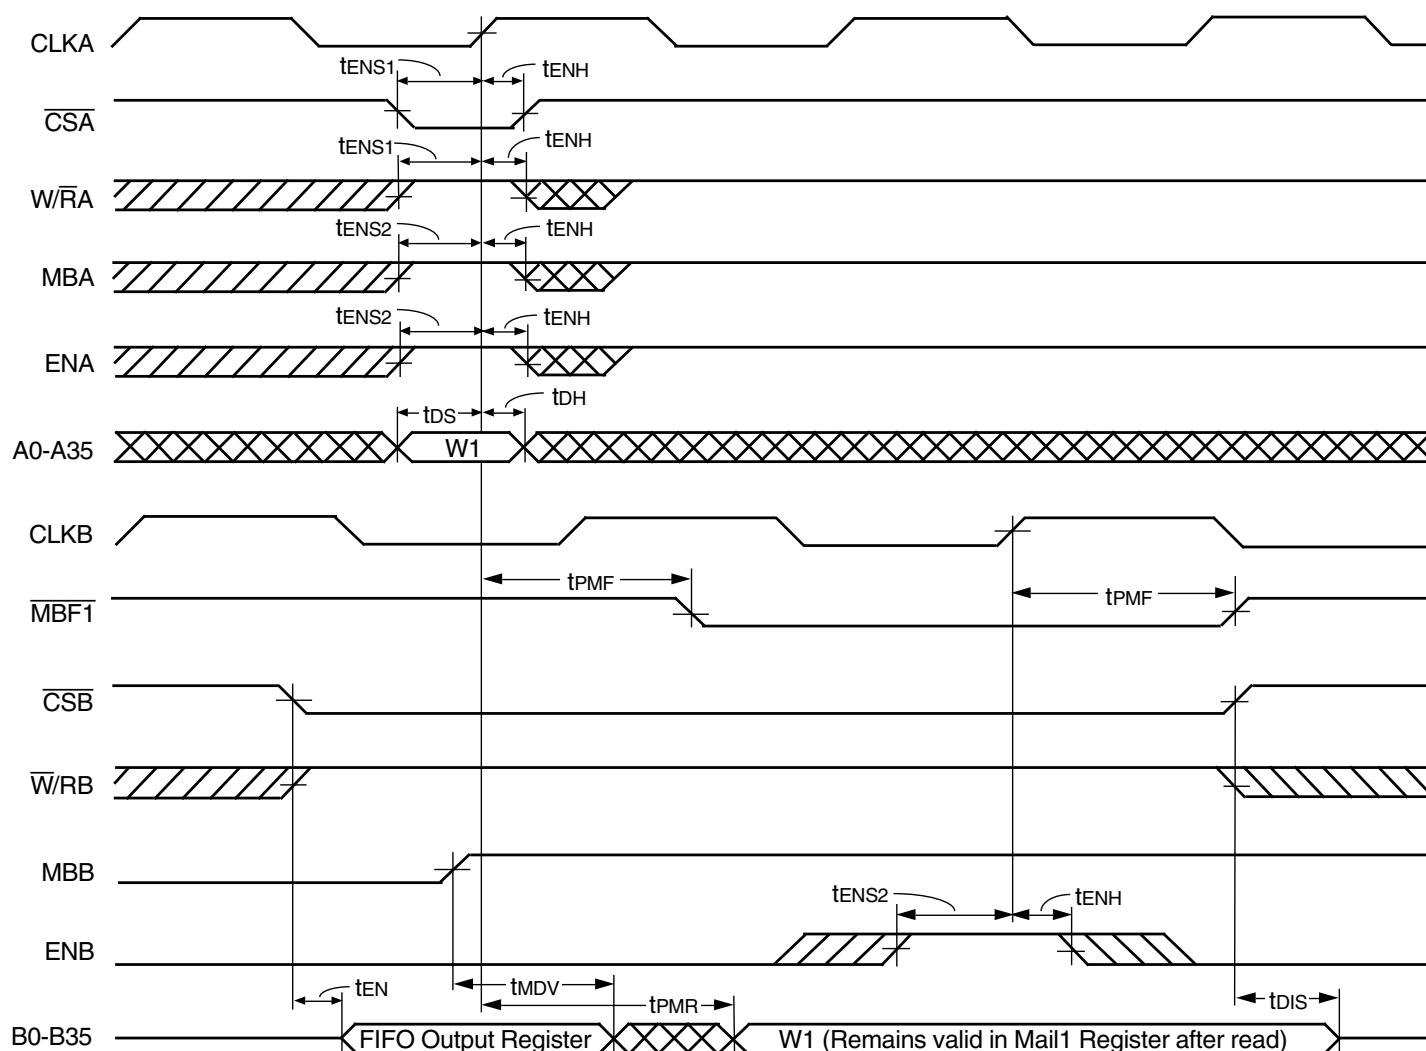 CLKA
tENS1 tENH
CSA
tENS1 tENH
W/RA
tENS2 tENH
MBA
tENS2 tENH
ENA
tDS tDH
A0-A35 W1
CLKB
tPMF tPMF
MBF1
CSB
W/RB
MBB
tENS2 tENH
ENB
tEN tMDV tPMR tDIS
B0-B35 FIFO Output Register W1 (Remains valid in Mail1 Register after read)